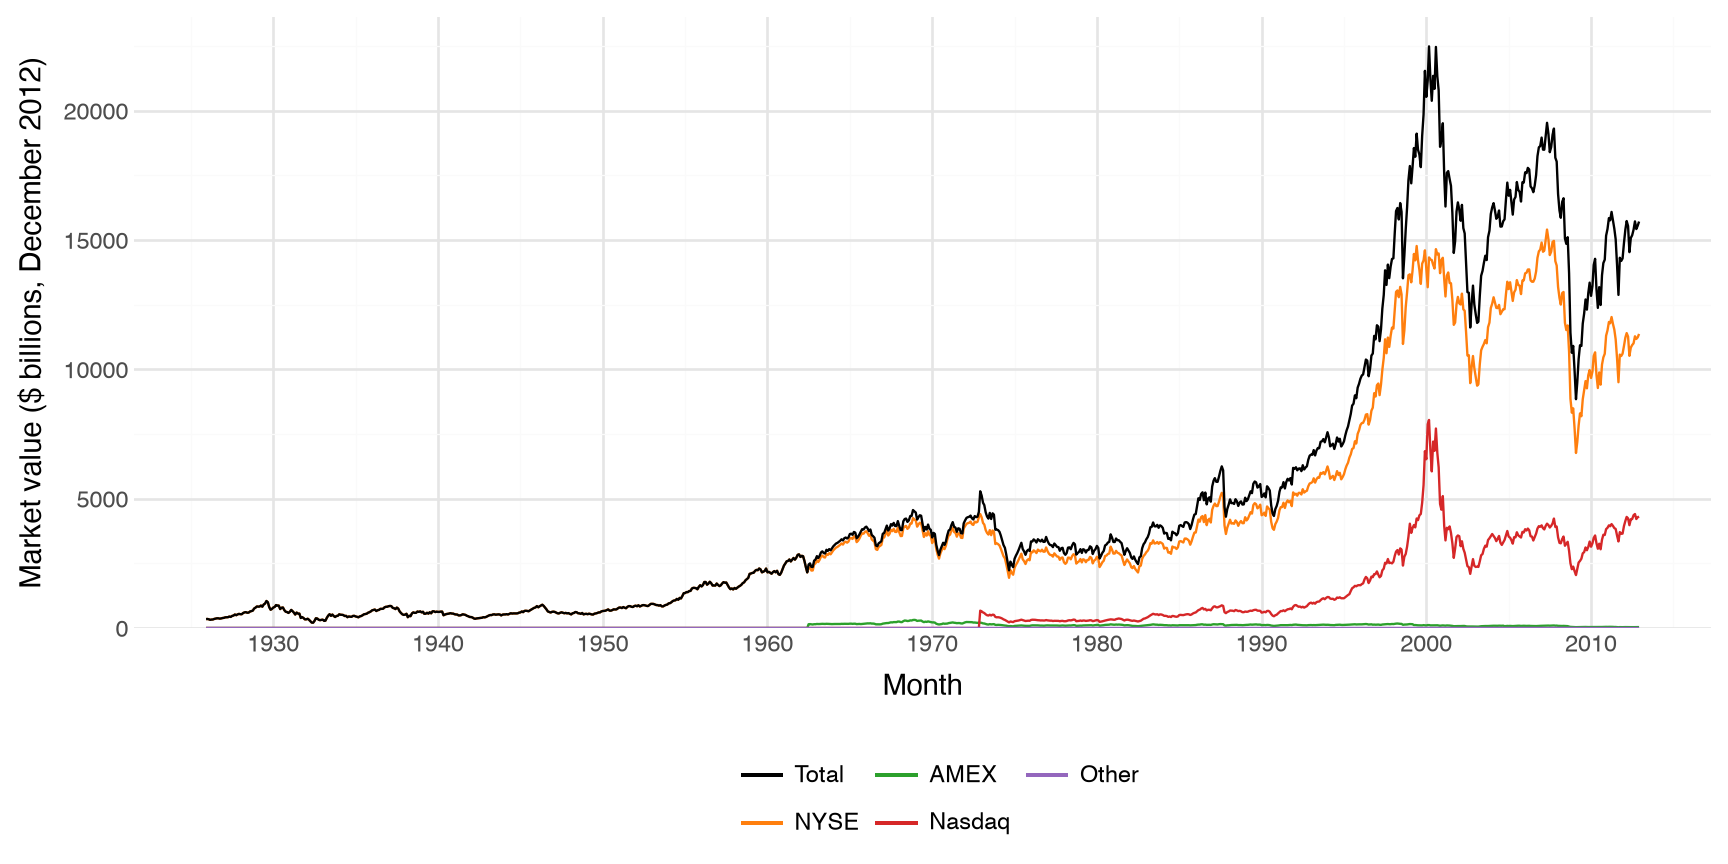 Market value ($ billions, December 2012)
20000
15000
10000
5000
0
1930 1940 1950 1960 1970 1980 1990 2000 2010
Month
Total AMEX Other
NYSE Nasdaq